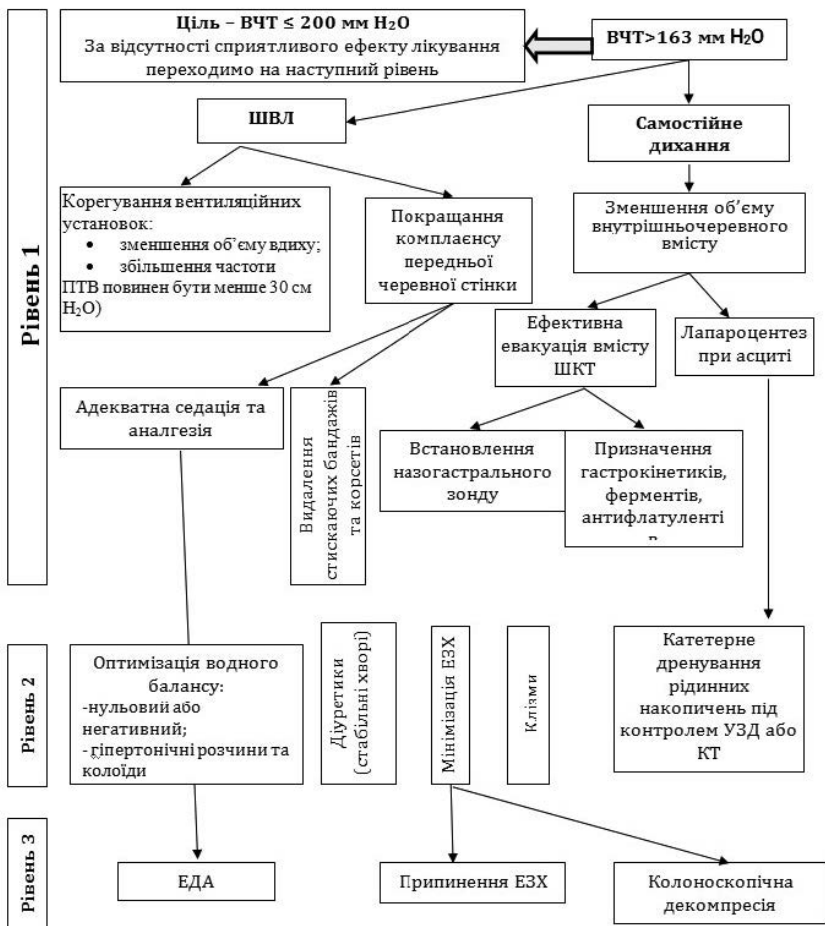 Ціль – ВЧТ ≤ 200 мм H₂O
За відсутності сприятливого ефекту лікування
переходимо на наступний рівень
ВЧТ>163 мм H₂O
Рівень 1
ШВЛ
Самостійне
дихання
Корегування вентиляційних
установок:
• зменшення об’єму вдиху;
• збільшення частоти
ПТВ повинен бути менше 30 см
H₂O)
Покращання
комплаєнсу
передньої
черевної стінки
Зменшення об’єму
внутрішньочеревного
вмісту
Ефективна
евакуація вмісту
ШКТ
Лапароцентез
при асциті
Адекватна седація та
аналгезія
Видалення
стискаючих бандажів
та корсетів
Встановлення
назогастрального
зонду
Призначення
гастрокінетиків,
ферментів,
антифлатуленті
Рівень 2
Оптимізація водного
балансу:
-нульовий або
негативний;
-гіпертонічні розчини та
колоїди
Діуретики
(стабільні хворі)
Мінімізація ЕЗХ
Клізми
Катетерне
дренування
рідинних
накопичень під
контролем УЗД або
КТ
Рівень 3
ЕДА
Припинення ЕЗХ
Колоноскопічна
декомпресія